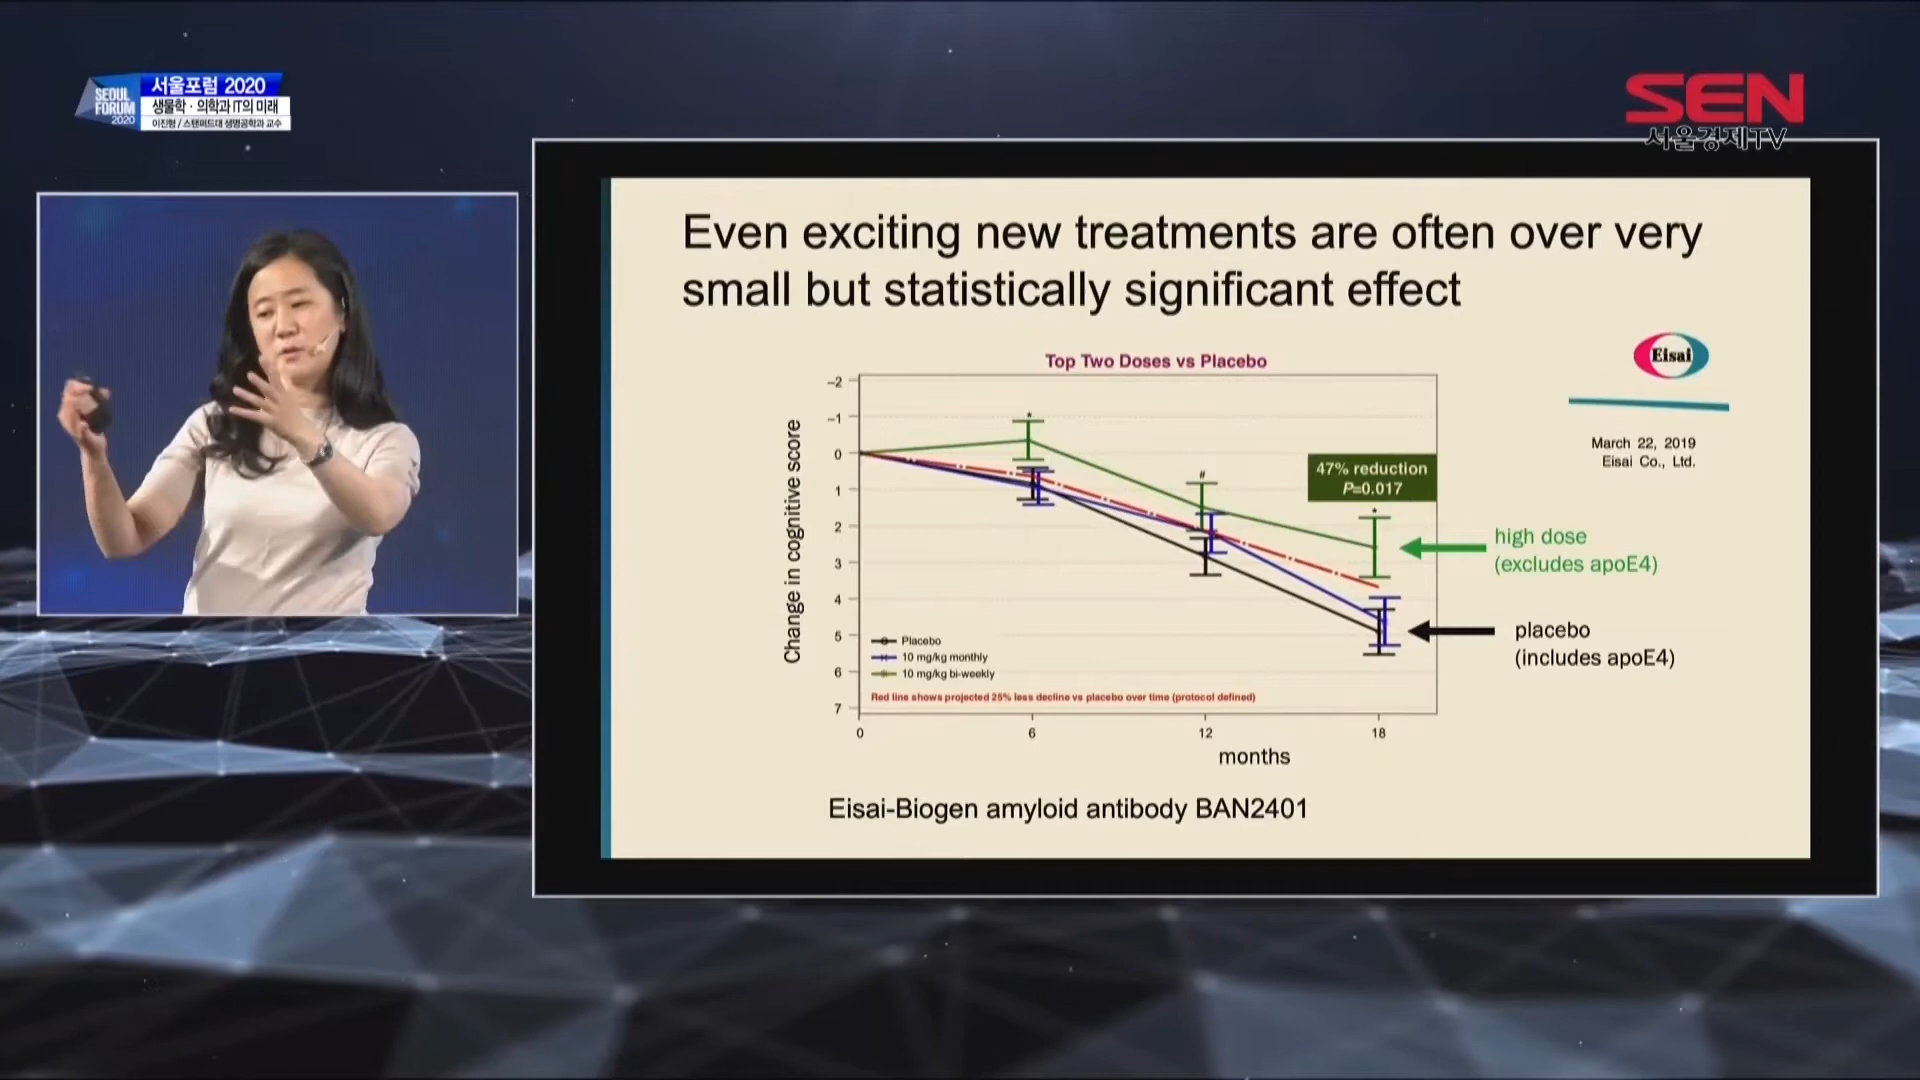 SEOUL
FORUM
2020
서울포럼 2020
생물학 · 의학과 IT의 미래
이진형 / 스탠퍼드대 생명공학과 교수
SEN
서울경제TV
Even exciting new treatments are often over very
small but statistically significant effect
Eisai
March 22, 2019
Eisai Co., Ltd.
Top Two Doses vs Placebo
Change in cognitive score
-2
-1
0
1
2
3
4
5
6
7
*
#
*
47% reduction
P=0.017
high dose
(excludes apoE4)
placebo
(includes apoE4)
Placebo
10 mg/kg monthly
10 mg/kg bi-weekly
Red line shows projected 25% less decline vs placebo over time (protocol defined)
0 6 12 18
months
Eisai-Biogen amyloid antibody BAN2401